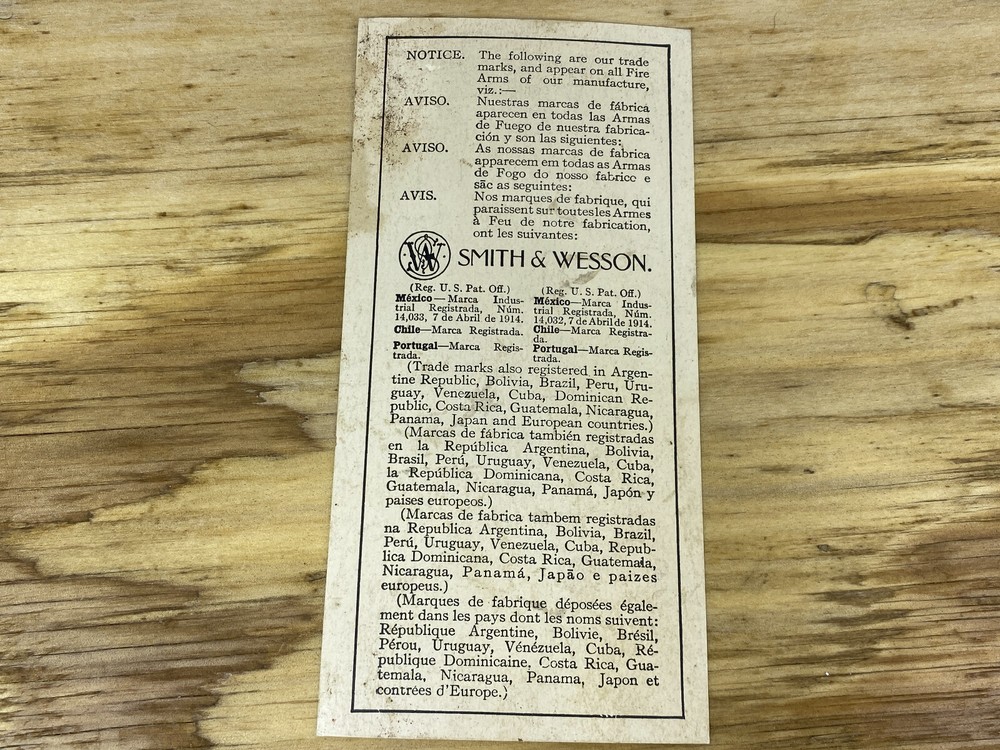 NOTICE. The following are our trade
marks, and appear on all Fire
Arms of our manufacture,
viz.:—
AVISO. Nuestras marcas de fábrica
aparecen en todas las Armas
de Fuego de nuestra fabrica-
ción y son las siguientes:
AVISO. As nossas marcas de fabrica
apparecem em todas as Armas
de Fogo do nosso fabrico e
são as seguintes:
AVIS. Nos marques de fabrique, qui
paraissent sur toutes les Armes
à Feu de notre fabrication,
ont les suivantes:
SMITH & WESSON.
(Reg. U. S. Pat. Off.)
México—Marca Indus-
trial Registrada, Núm.
14,033, 7 de Abril de 1914.
Chile—Marca Registrada.
Portugal—Marca Regis-
trada.
(Reg. U. S. Pat. Off.)
México—Marca Indus-
trial Registrada, Núm.
14,032, 7 de Abril de 1914.
Chile—Marca Registra-
da.
Portugal—Marca Regis-
trada.
(Trade marks also registered in Argen-
tine Republic, Bolivia, Brazil, Peru, Uru-
guay, Venezuela, Cuba, Dominican Re-
public, Costa Rica, Guatemala, Nicaragua,
Panama, Japan and European countries.)
(Marcas de fábrica también registradas
en la República Argentina, Bolivia,
Brasil, Perú, Uruguay, Venezuela, Cuba,
la República Dominicana, Costa Rica,
Guatemala, Nicaragua, Panamá, Japón y
paises europeos.)
(Marcas de fabrica tambem registradas
na Republica Argentina, Bolivia, Brazil,
Perú, Uruguay, Venezuela, Cuba, Repub-
lica Dominicana, Costa Rica, Guatemala,
Nicaragua, Panamá, Japão e paizes
europeus.)
(Marques de fabrique déposées égale-
ment dans les pays dont les noms suivent:
République Argentine, Bolivie, Brésil,
Pérou, Uruguay, Vénézuela, Cuba, Ré-
publique Dominicaine, Costa Rica, Gua-
temala, Nicaragua, Panama, Japon et
contrées d'Europe.)